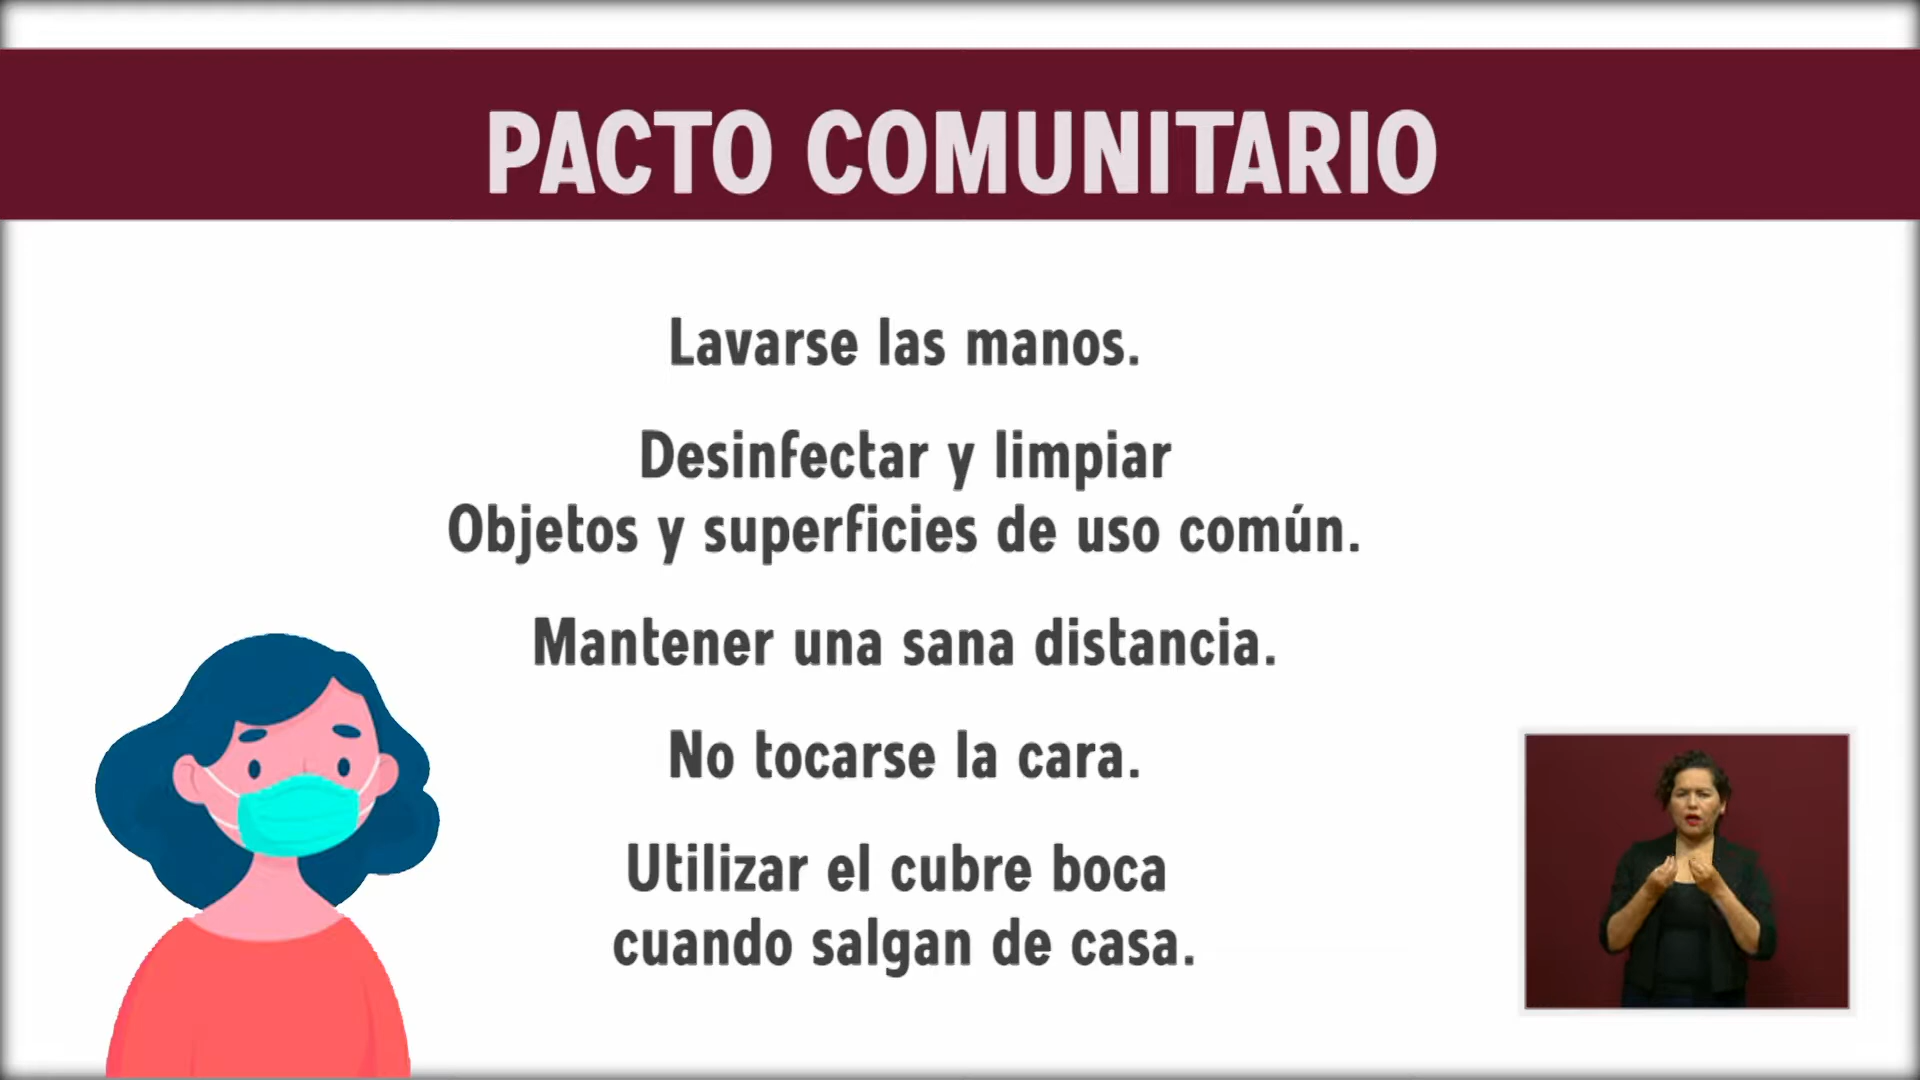 PACTO COMUNITARIO
Lavarse las manos.
Desinfectar y limpiar
Objetos y superficies de uso común.
Mantener una sana distancia.
No tocarse la cara.
Utilizar el cubre boca
cuando salgan de casa.